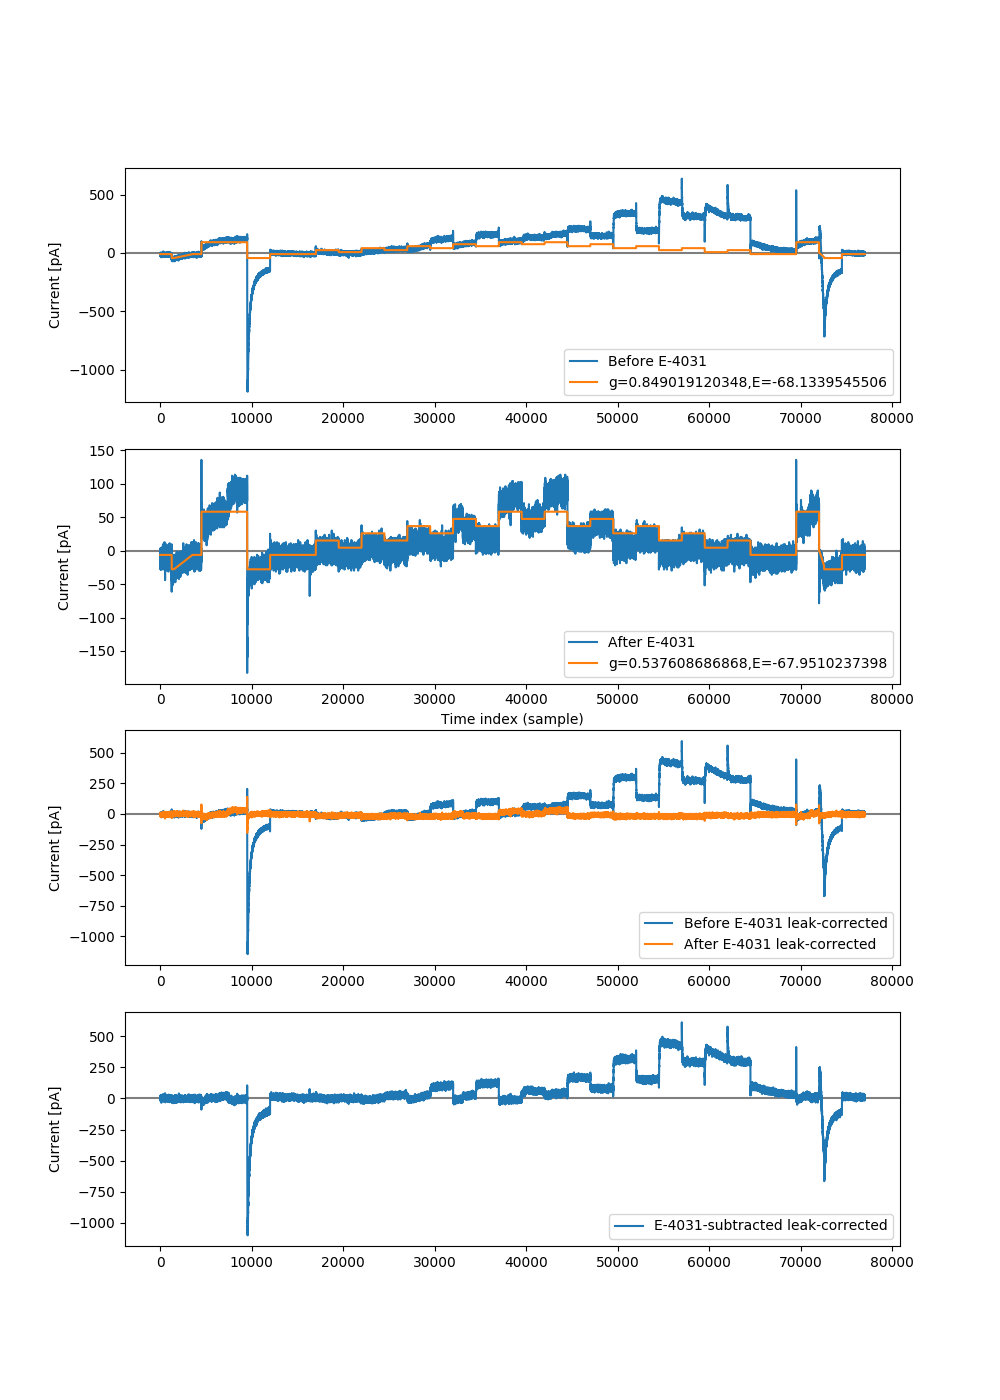 500
0
−500
−1000
Current [pA]
Before E-4031
g=0.849019120348,E=-68.1339545506
0 10000 20000 30000 40000 50000 60000 70000 80000
150
100
50
0
−50
−100
−150
Current [pA]
After E-4031
g=0.537608686868,E=-67.9510237398
0 10000 20000 30000 40000 50000 60000 70000 80000
Time index (sample)
500
250
0
−250
−500
−750
−1000
Current [pA]
Before E-4031 leak-corrected
After E-4031 leak-corrected
0 10000 20000 30000 40000 50000 60000 70000 80000
500
250
0
−250
−500
−750
−1000
Current [pA]
E-4031-subtracted leak-corrected
0 10000 20000 30000 40000 50000 60000 70000 80000